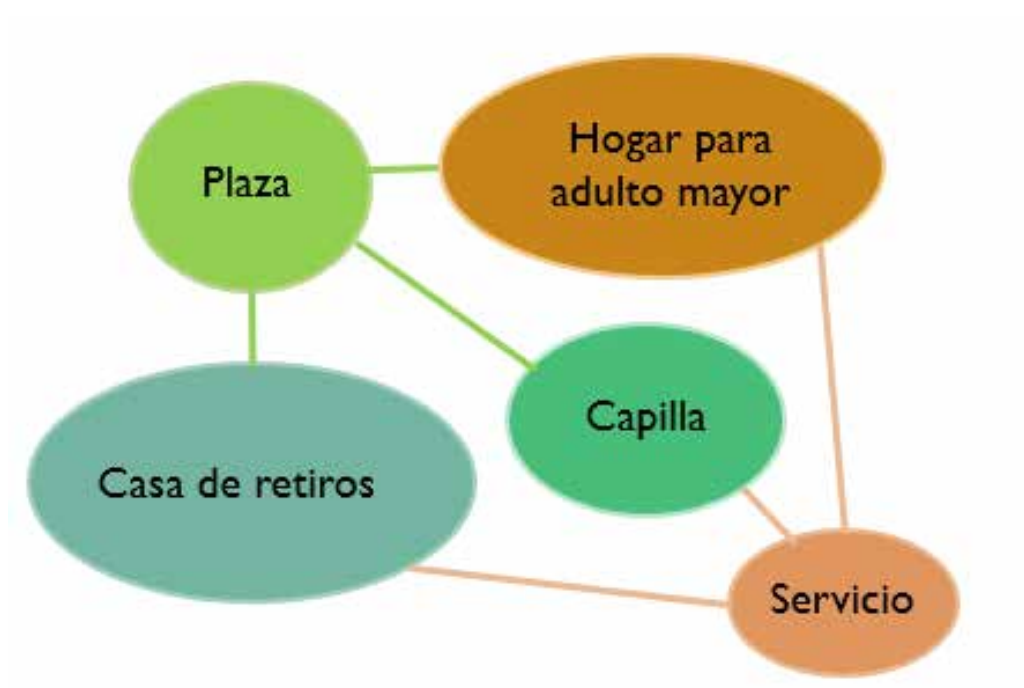 Plaza
Hogar para
adulto mayor
Capilla
Casa de retiros
Servicio